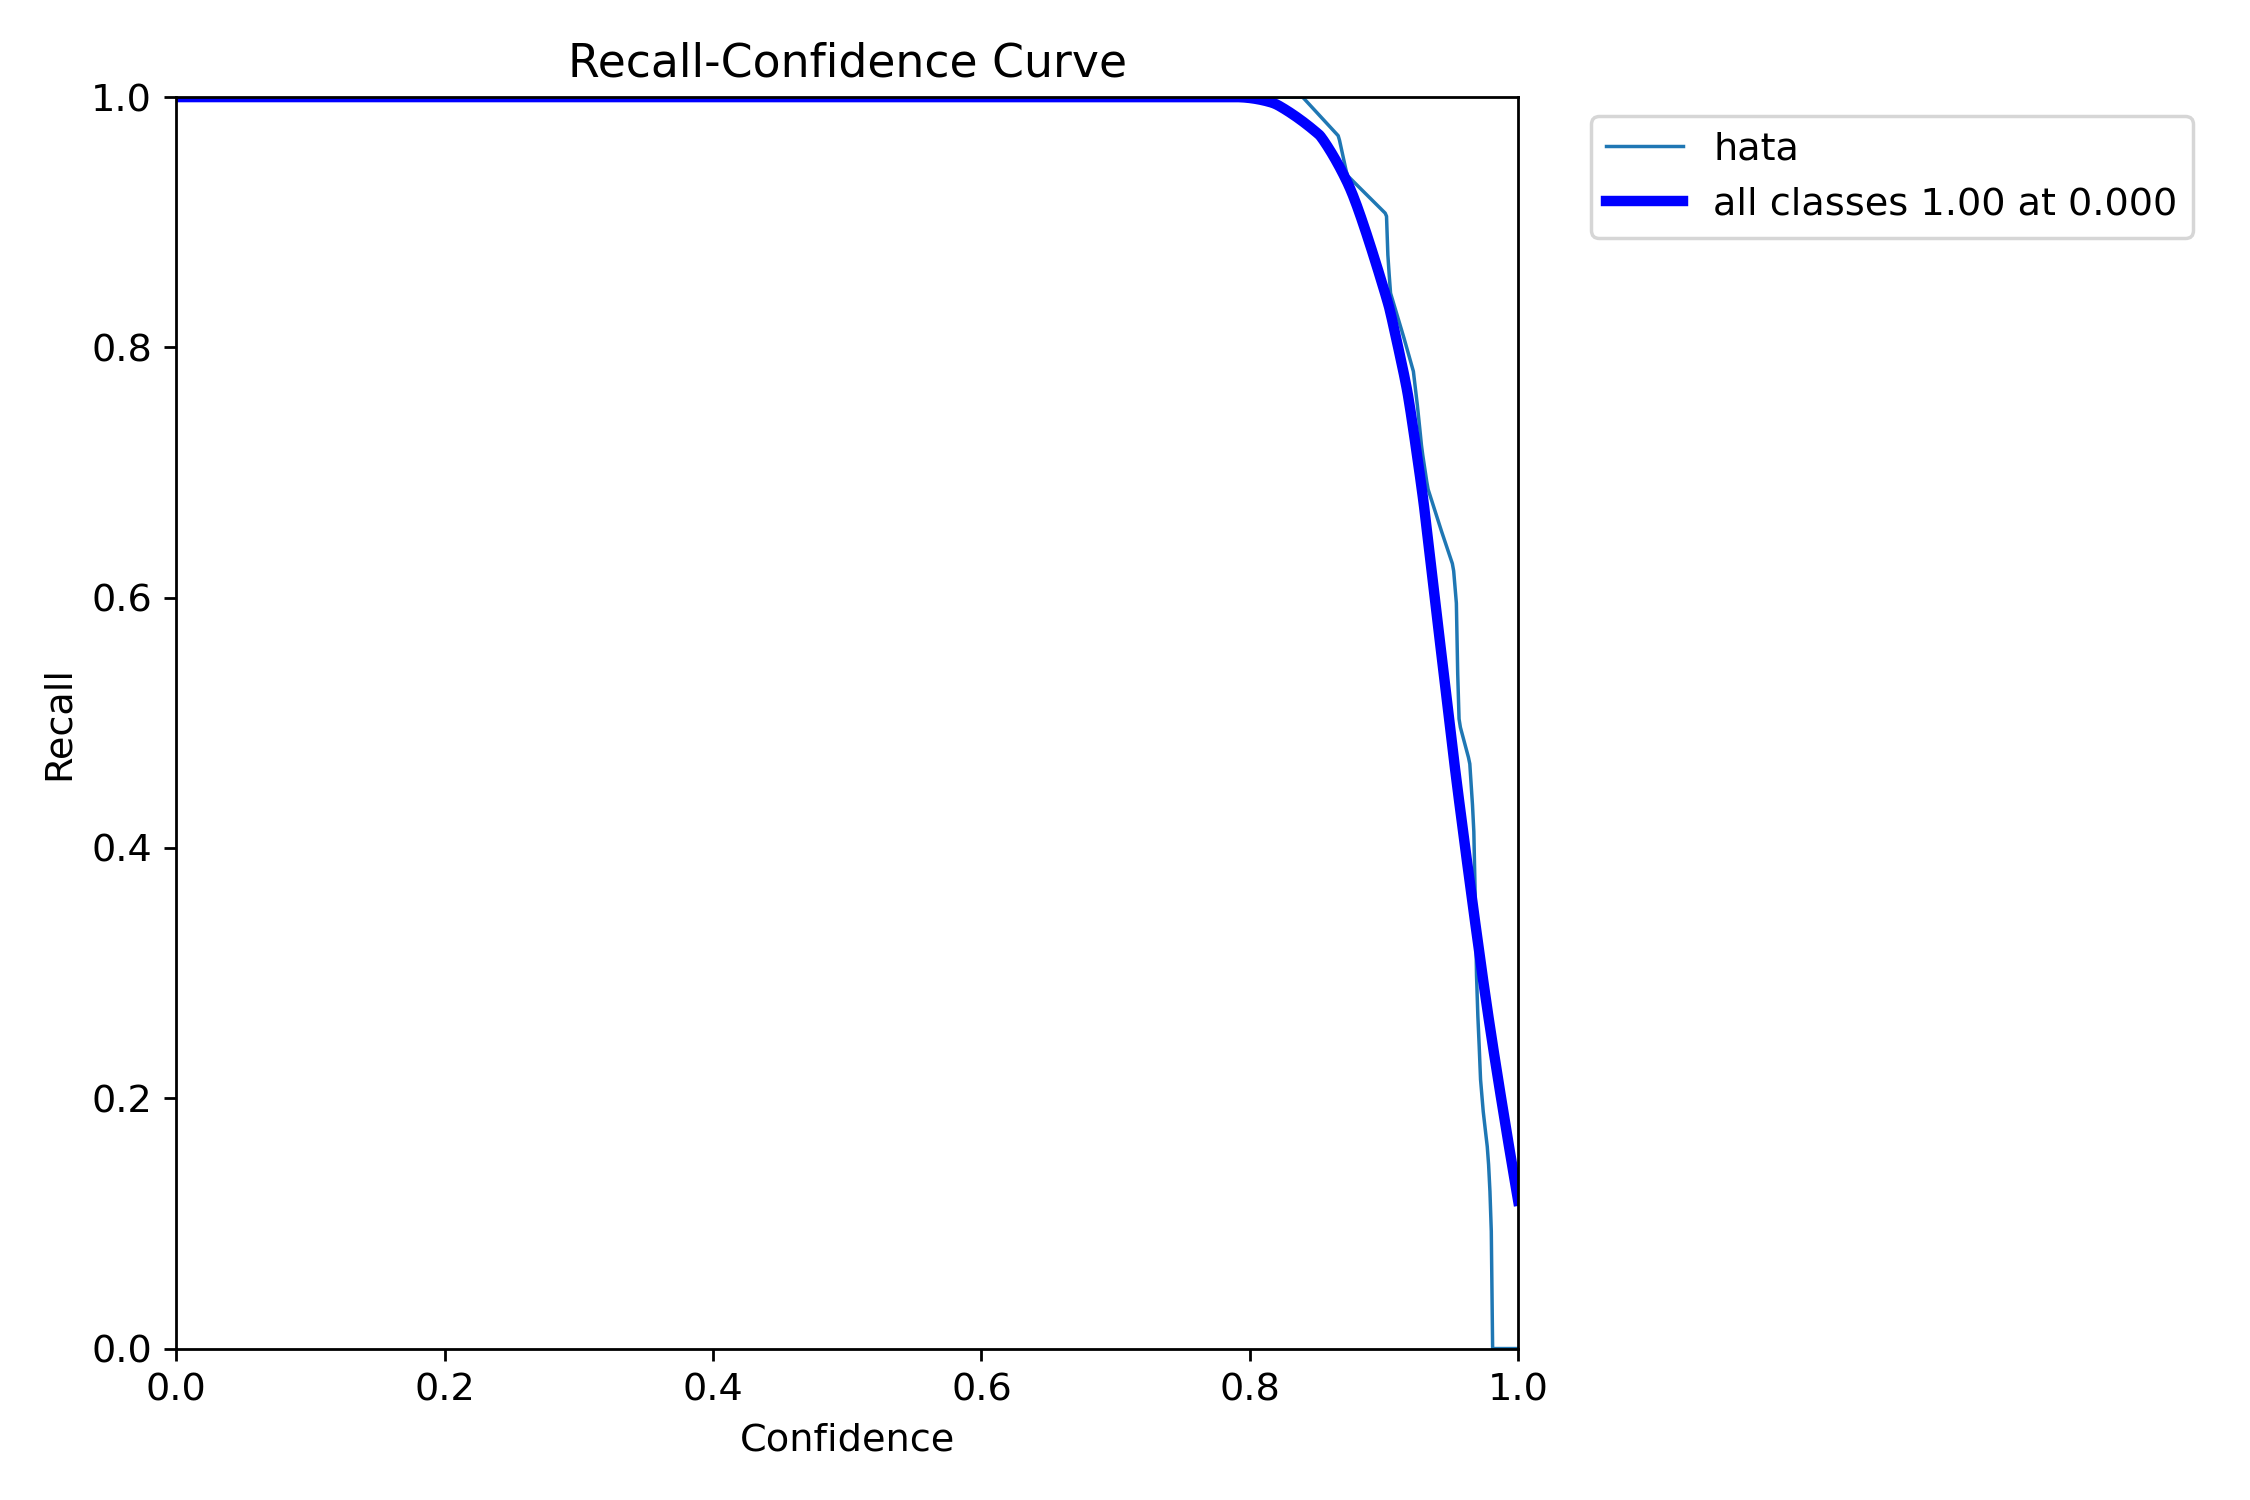 Recall-Confidence Curve
hata
all classes 1.00 at 0.000
1.0
0.8
0.6
0.4
0.2
0.0
Recall
0.0 0.2 0.4 0.6 0.8 1.0
Confidence